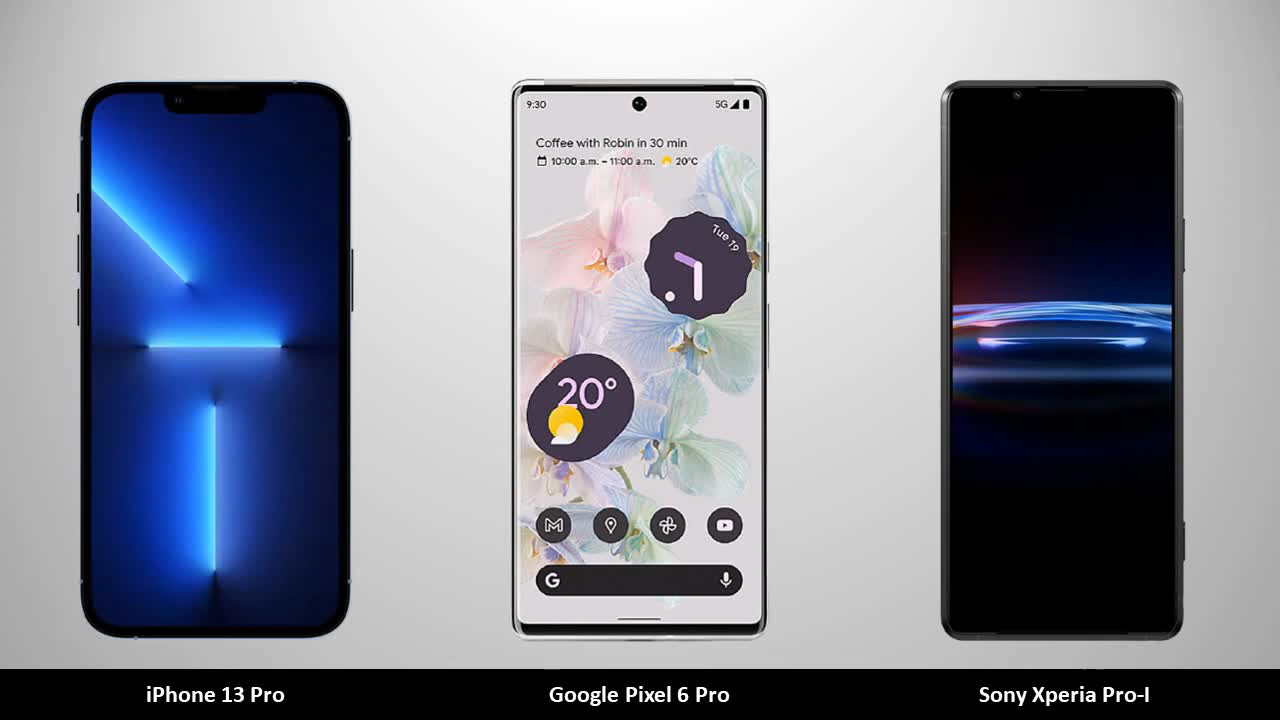 9:30
5G
Coffee with Robin in 30 min
10:00 a.m. – 11:00 a.m. 20°C
Tue 19
20°
G
iPhone 13 Pro
Google Pixel 6 Pro
Sony Xperia Pro-I